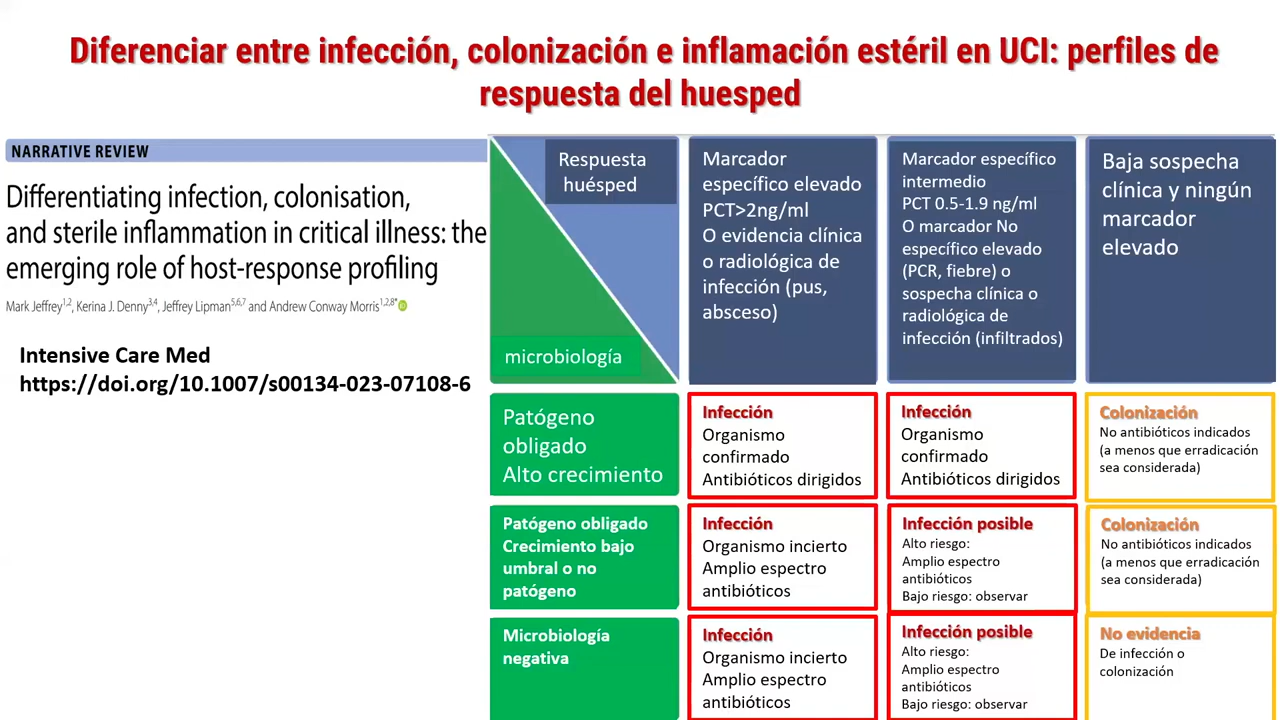 Diferenciar entre infección, colonización e inflamación estéril en UCI: perfiles de
respuesta del huesped
NARRATIVE REVIEW
Differentiating infection, colonisation,
and sterile inflammation in critical illness: the
emerging role of host-response profiling
Mark Jeffrey1,2, Kerina J. Denny3,4, Jeffrey Lipman5,6,7 and Andrew Conway Morris1,2,8*
Intensive Care Med
https://doi.org/10.1007/s00134-023-07108-6
Respuesta
huésped
microbiología
Marcador
específico elevado
PCT>2ng/ml
O evidencia clínica
o radiológica de
infección (pus,
absceso)
Marcador específico
intermedio
PCT 0.5-1.9 ng/ml
O marcador No
específico elevado
(PCR, fiebre) o
sospecha clínica o
radiológica de
infección (infiltrados)
Baja sospecha
clínica y ningún
marcador
elevado
Patógeno
obligado
Alto crecimiento
Infección
Organismo
confirmado
Antibióticos dirigidos
Infección
Organismo
confirmado
Antibióticos dirigidos
Colonización
No antibióticos indicados
(a menos que erradicación
sea considerada)
Patógeno obligado
Crecimiento bajo
umbral o no
patógeno
Infección
Organismo incierto
Amplio espectro
antibióticos
Infección posible
Alto riesgo:
Amplio espectro
antibióticos
Bajo riesgo: observar
Colonización
No antibióticos indicados
(a menos que erradicación
sea considerada)
Microbiología
negativa
Infección
Organismo incierto
Amplio espectro
antibióticos
Infección posible
Alto riesgo:
Amplio espectro
antibióticos
Bajo riesgo: observar
No evidencia
De infección o
colonización